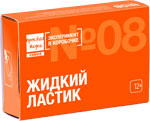 ЭКСПЕРИМЕНТ
В КОРОБОЧКЕ
№08
ЖИДКИЙ
ЛАСТИК
12+